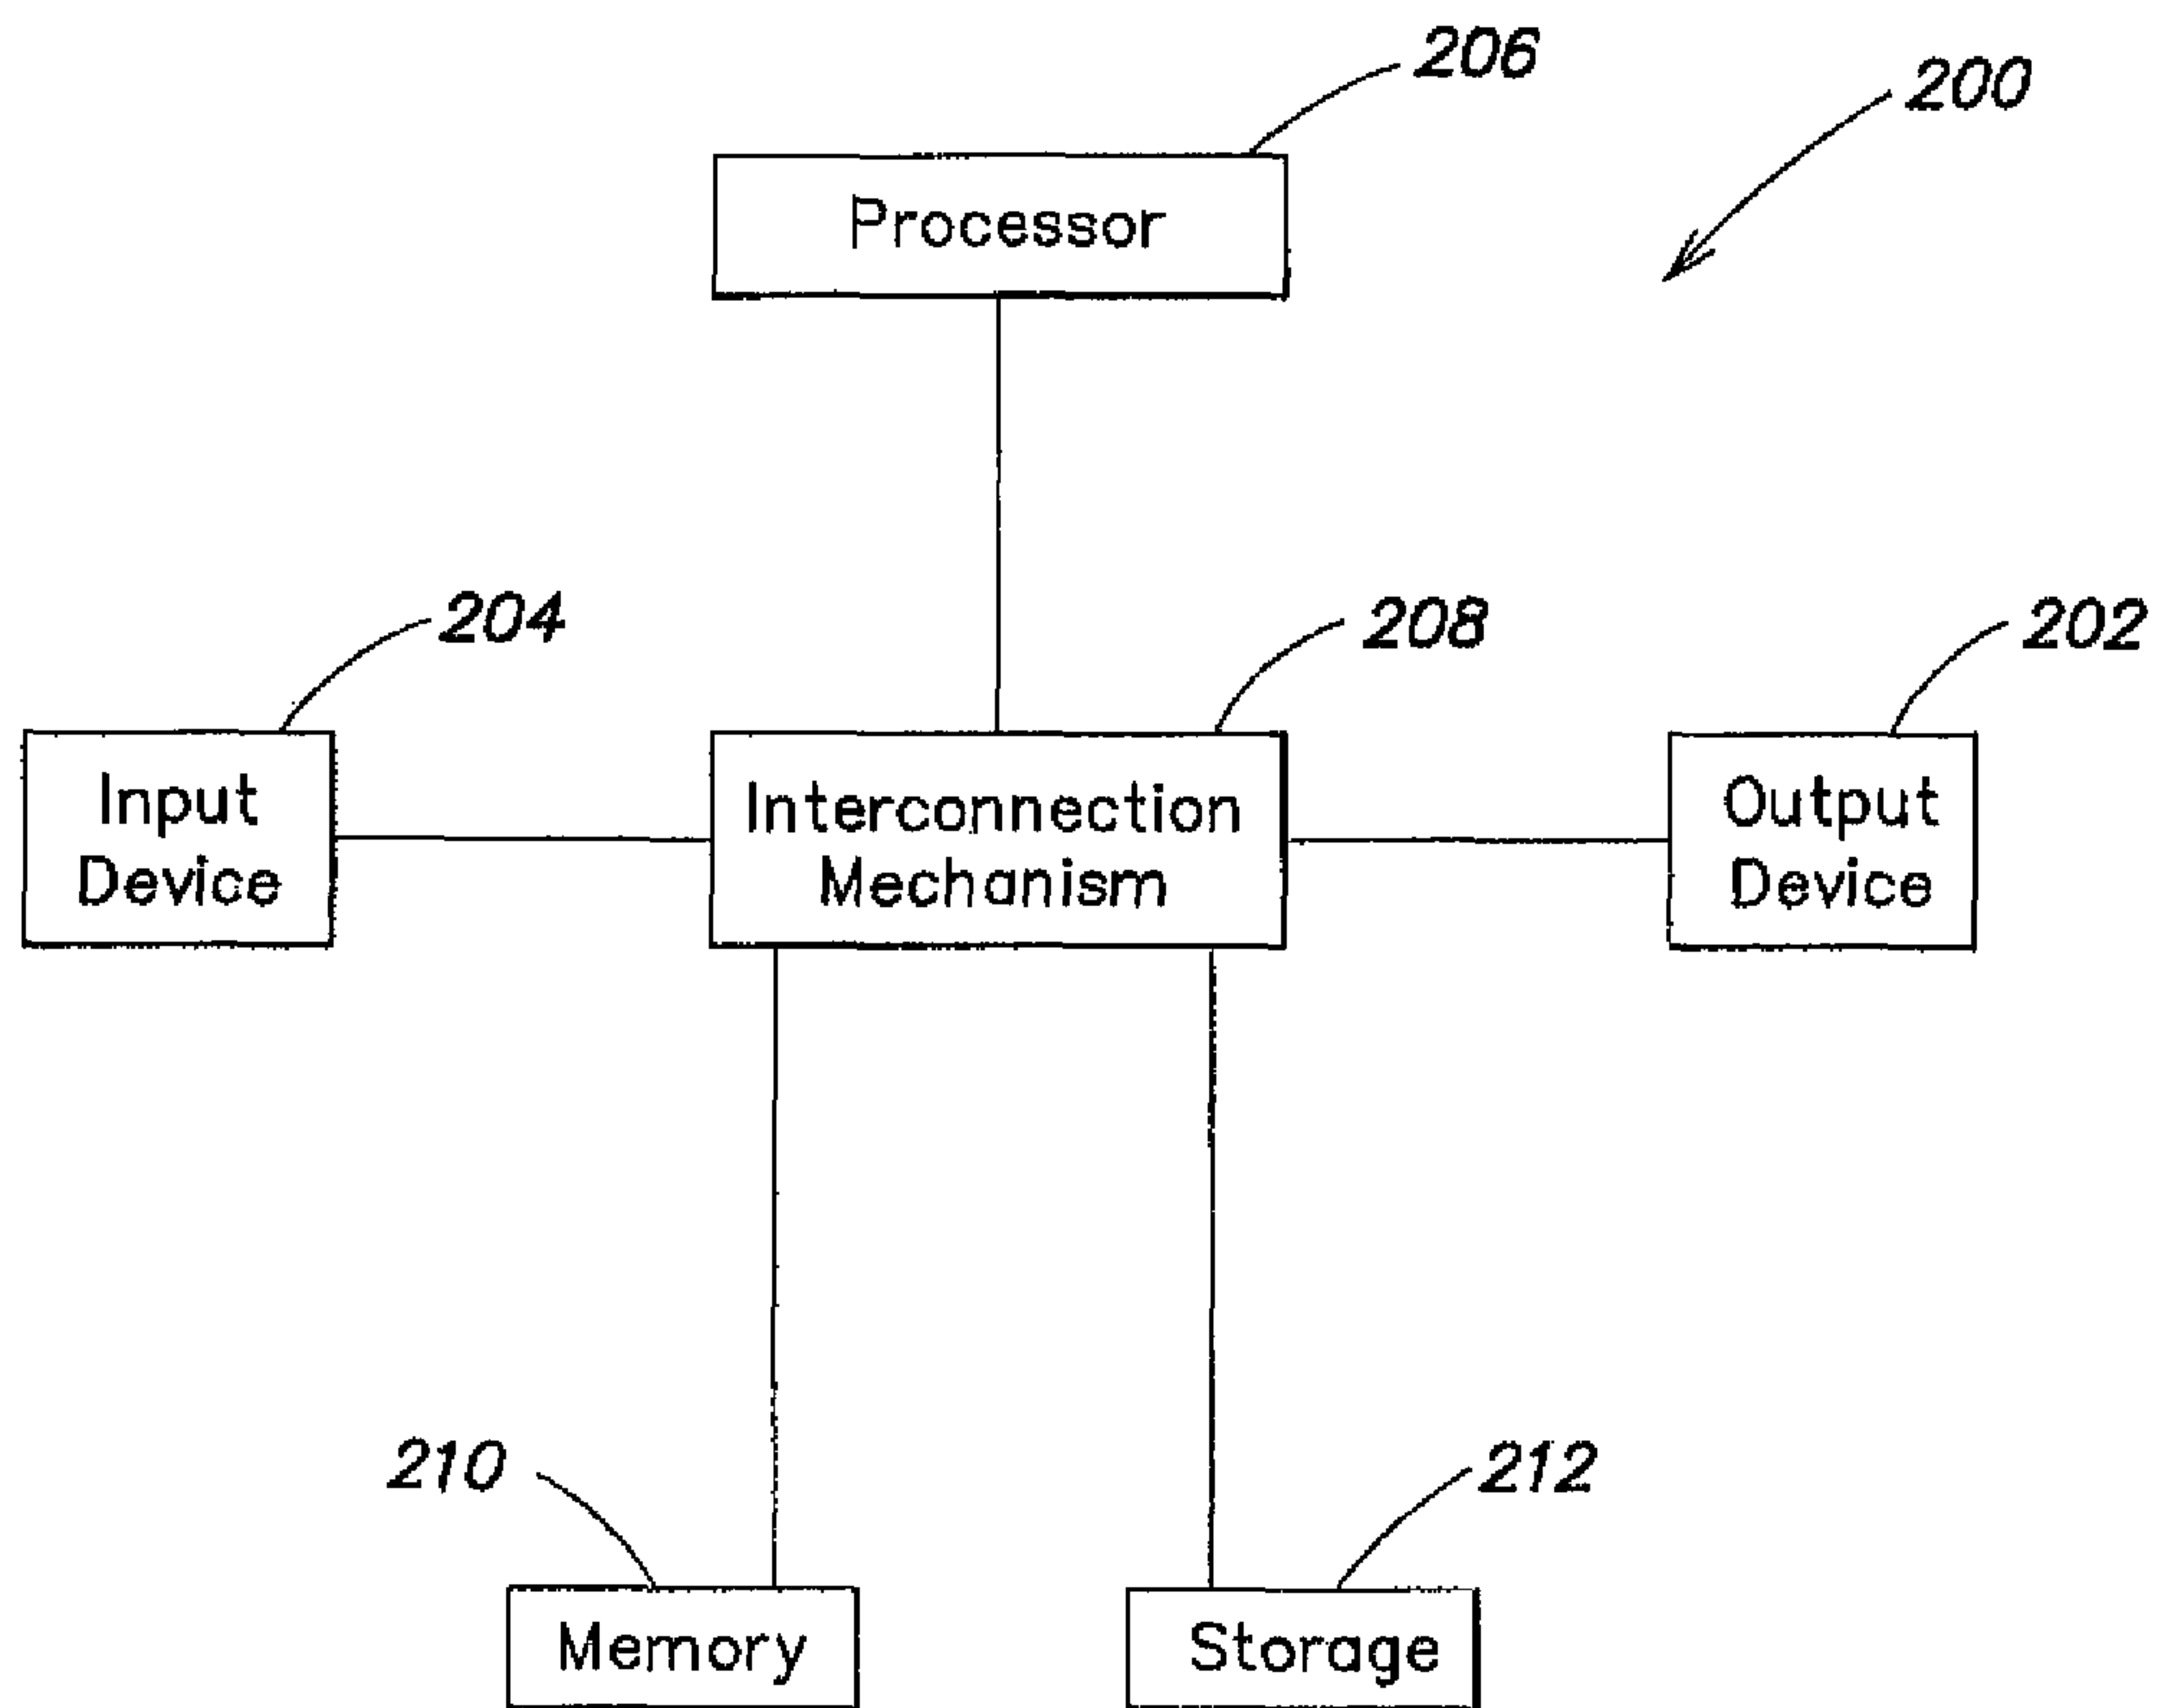 206
200
Processor
204
208
202
Input
Device
Interconnection
Mechanism
Output
Device
210
212
Memory
Storage